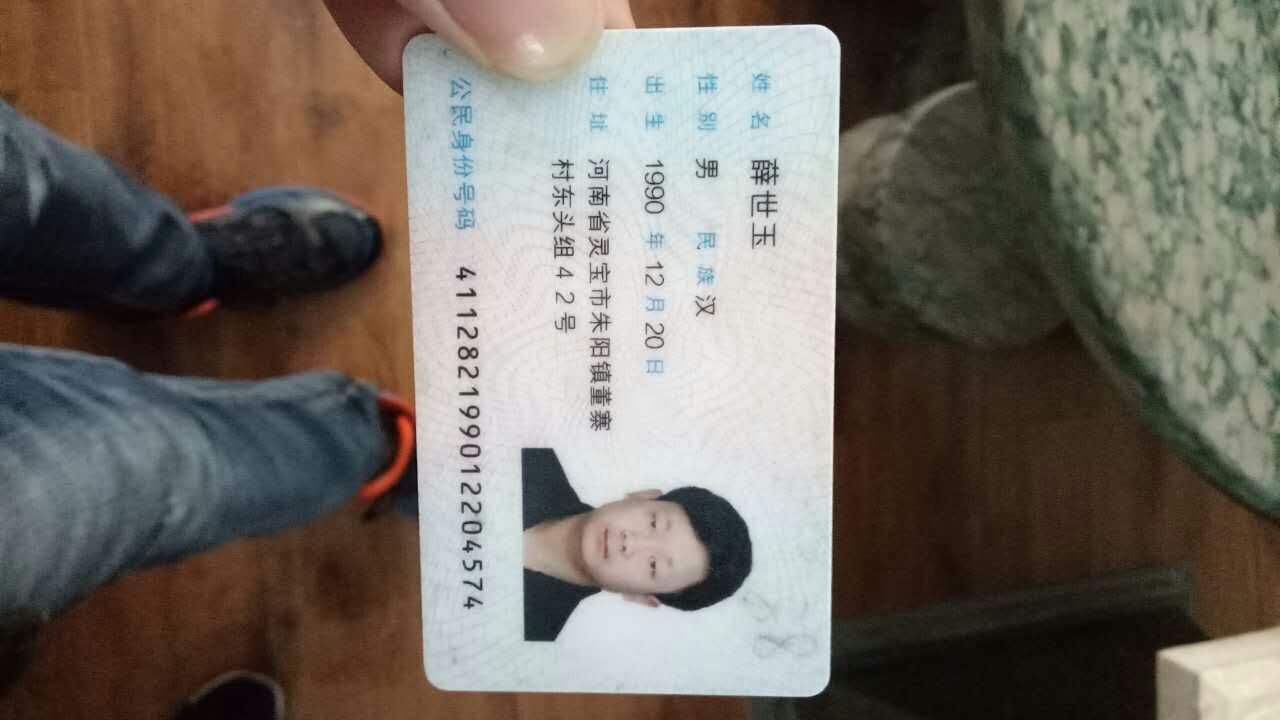 姓名 薛世玉
性别 男 民族 汉
出生 1990 年 12 月 20 日
住址 河南省灵宝市朱阳镇董寨
村东头组42号
公民身份号码 411282199012204574